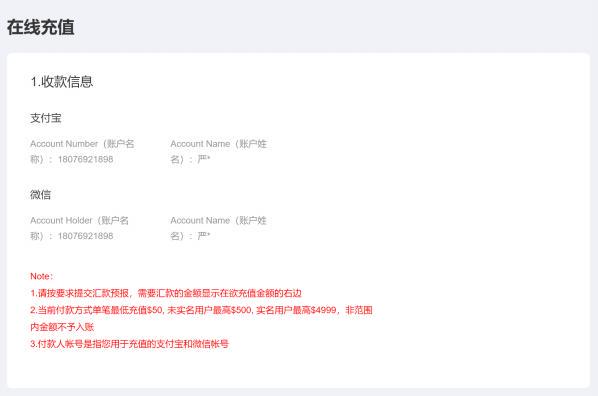 在线充值
1.收款信息
支付宝
Account Number（账户名
称）: 18076921898
Account Name（账户姓
名）: 严*
微信
Account Holder（账户名
称）: 18076921898
Account Name（账户姓
名）: 严*
Note:
1.请按要求提交汇款预报，需要汇款的金额显示在欲充值金额的右边
2.当前付款方式单笔最低充值$50, 未实名用户最高$500, 实名用户最高$4999，非范围
内金额不予入账
3.付款人帐号是指您用于充值的支付宝和微信帐号